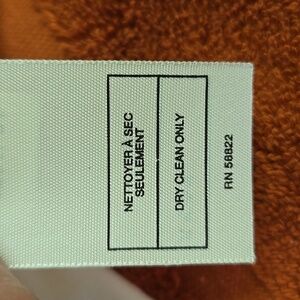 NETTOYER À SEC
SEULEMENT
DRY CLEAN ONLY
RN 58822